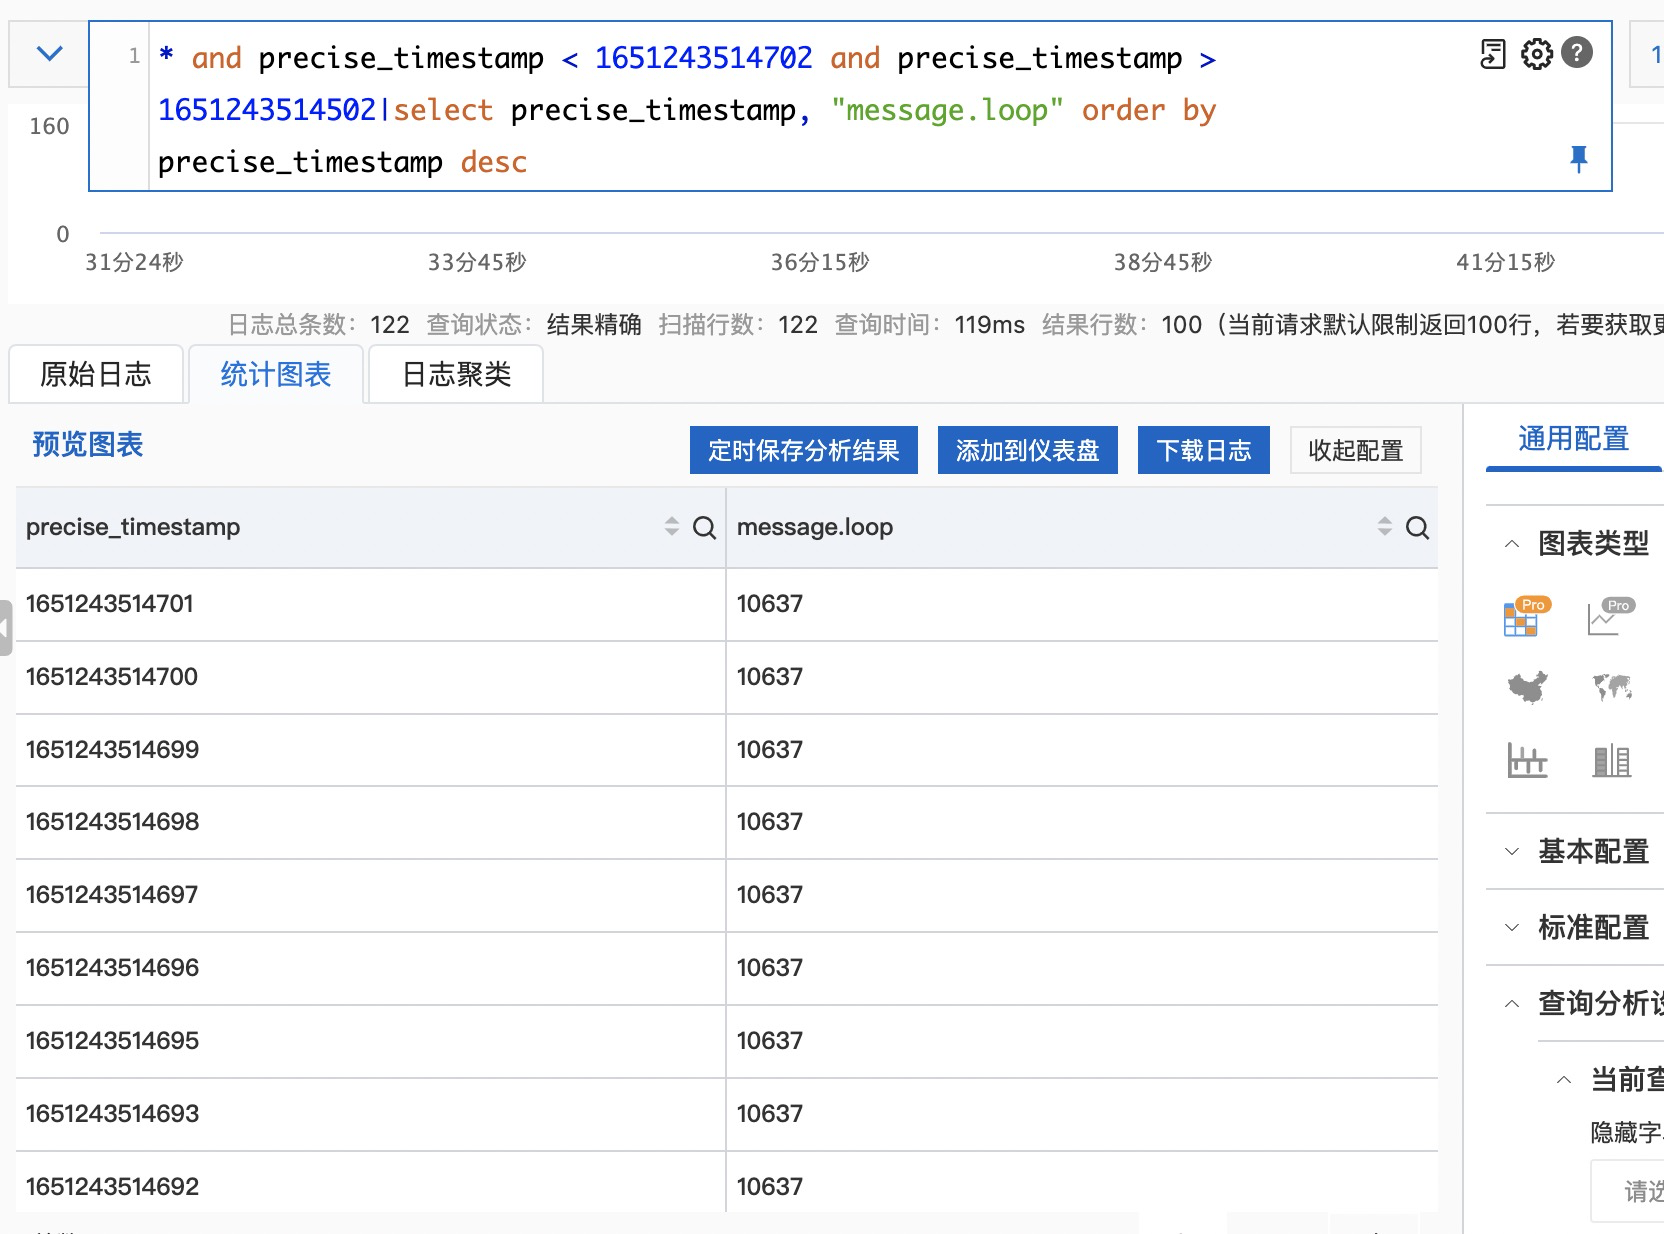 1 * and precise_timestamp < 1651243514702 and precise_timestamp >
1651243514502|select precise_timestamp, "message.loop" order by
precise_timestamp desc
1
160
0
31分24秒 33分45秒 36分15秒 38分45秒 41分15秒
日志总条数: 122 查询状态: 结果精确 扫描行数: 122 查询时间: 119ms 结果行数: 100（当前请求默认限制返回100行，若要获取更
原始日志 统计图表 日志聚类
预览图表 定时保存分析结果 添加到仪表盘 下载日志 收起配置
precise_timestamp message.loop
1651243514701 10637
1651243514700 10637
1651243514699 10637
1651243514698 10637
1651243514697 10637
1651243514696 10637
1651243514695 10637
1651243514693 10637
1651243514692 10637
通用配置
图表类型
Pro Pro
基本配置
标准配置
查询分析设
当前查
隐藏字
请选